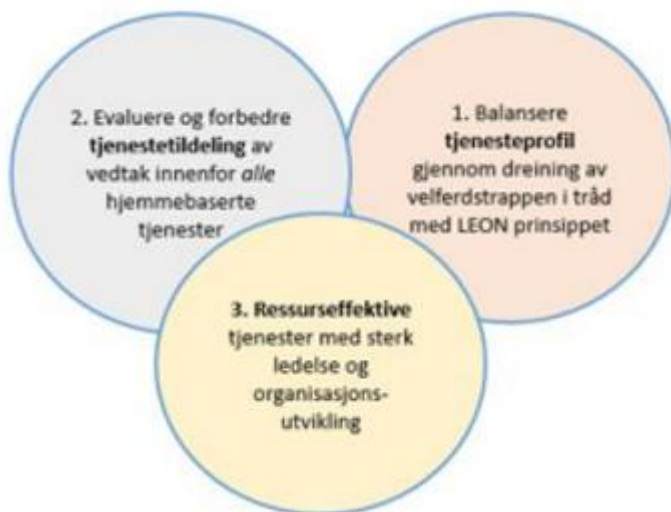 2. Evaluere og forbedre
tjenestetildeling av
vedtak innenfor alle
hjemmebaserte
tjenester
1. Balansere
tjenesteprofil
gjennom dreining av
velferdstrappen i tråd
med LEON prinsippet
3. Ressurseffektive
tjenester med sterk
ledelse og
organisasjons-
utvikling